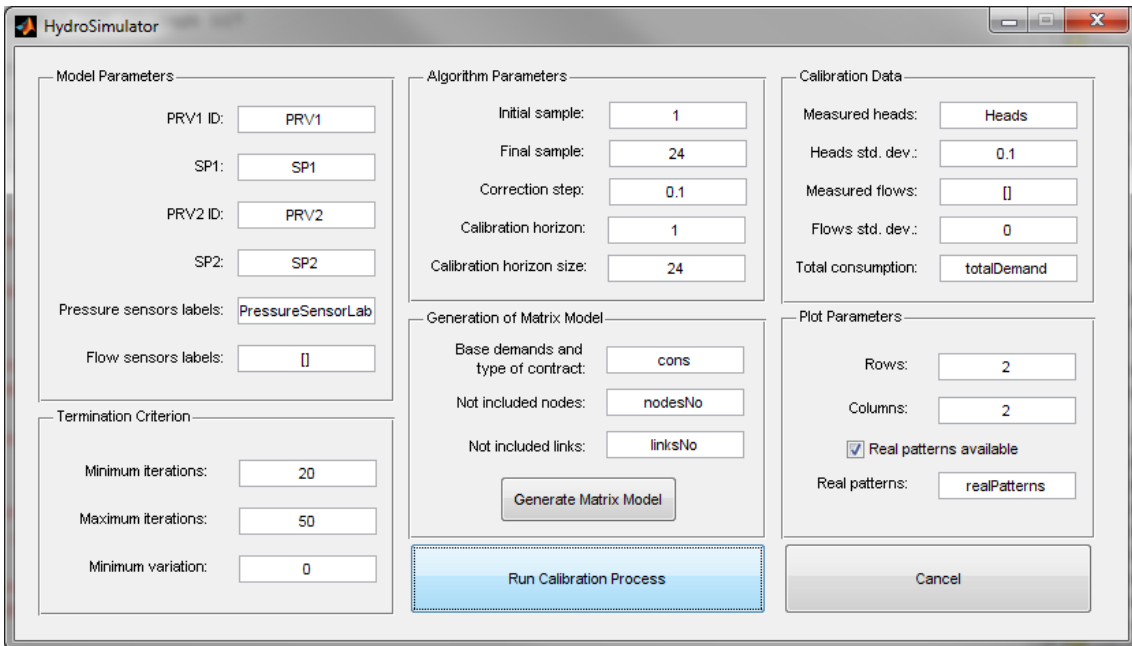 HydroSimulator
Model Parameters
PRV1 ID: PRV1
SP1: SP1
PRV2 ID: PRV2
SP2: SP2
Pressure sensors labels: PressureSensorLab
Flow sensors labels: []
Termination Criterion
Minimum iterations: 20
Maximum iterations: 50
Minimum variation: 0
Algorithm Parameters
Initial sample: 1
Final sample: 24
Correction step: 0.1
Calibration horizon: 1
Calibration horizon size: 24
Generation of Matrix Model
Base demands and
type of contract: cons
Not included nodes: nodesNo
Not included links: linksNo
Generate Matrix Model
Run Calibration Process
Calibration Data
Measured heads: Heads
Heads std. dev.: 0.1
Measured flows: []
Flows std. dev.: 0
Total consumption: totalDemand
Plot Parameters
Rows: 2
Columns: 2
Real patterns available
Real patterns: realPatterns
Cancel